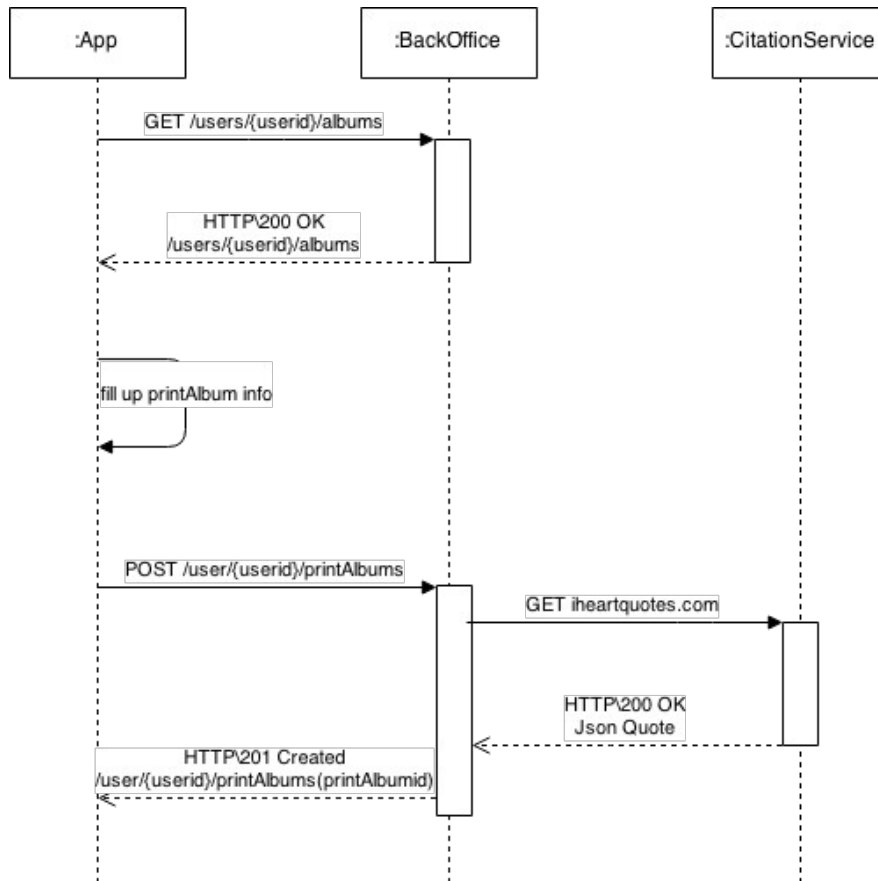 :App
:BackOffice
:CitationService
GET /users/{userid}/albums
HTTP\200 OK
/users/{userid}/albums
fill up printAlbum info
POST /user/{userid}/printAlbums
GET iheartquotes.com
HTTP\200 OK
Json Quote
HTTP\201 Created
/user/{userid}/printAlbums(printAlbumid)